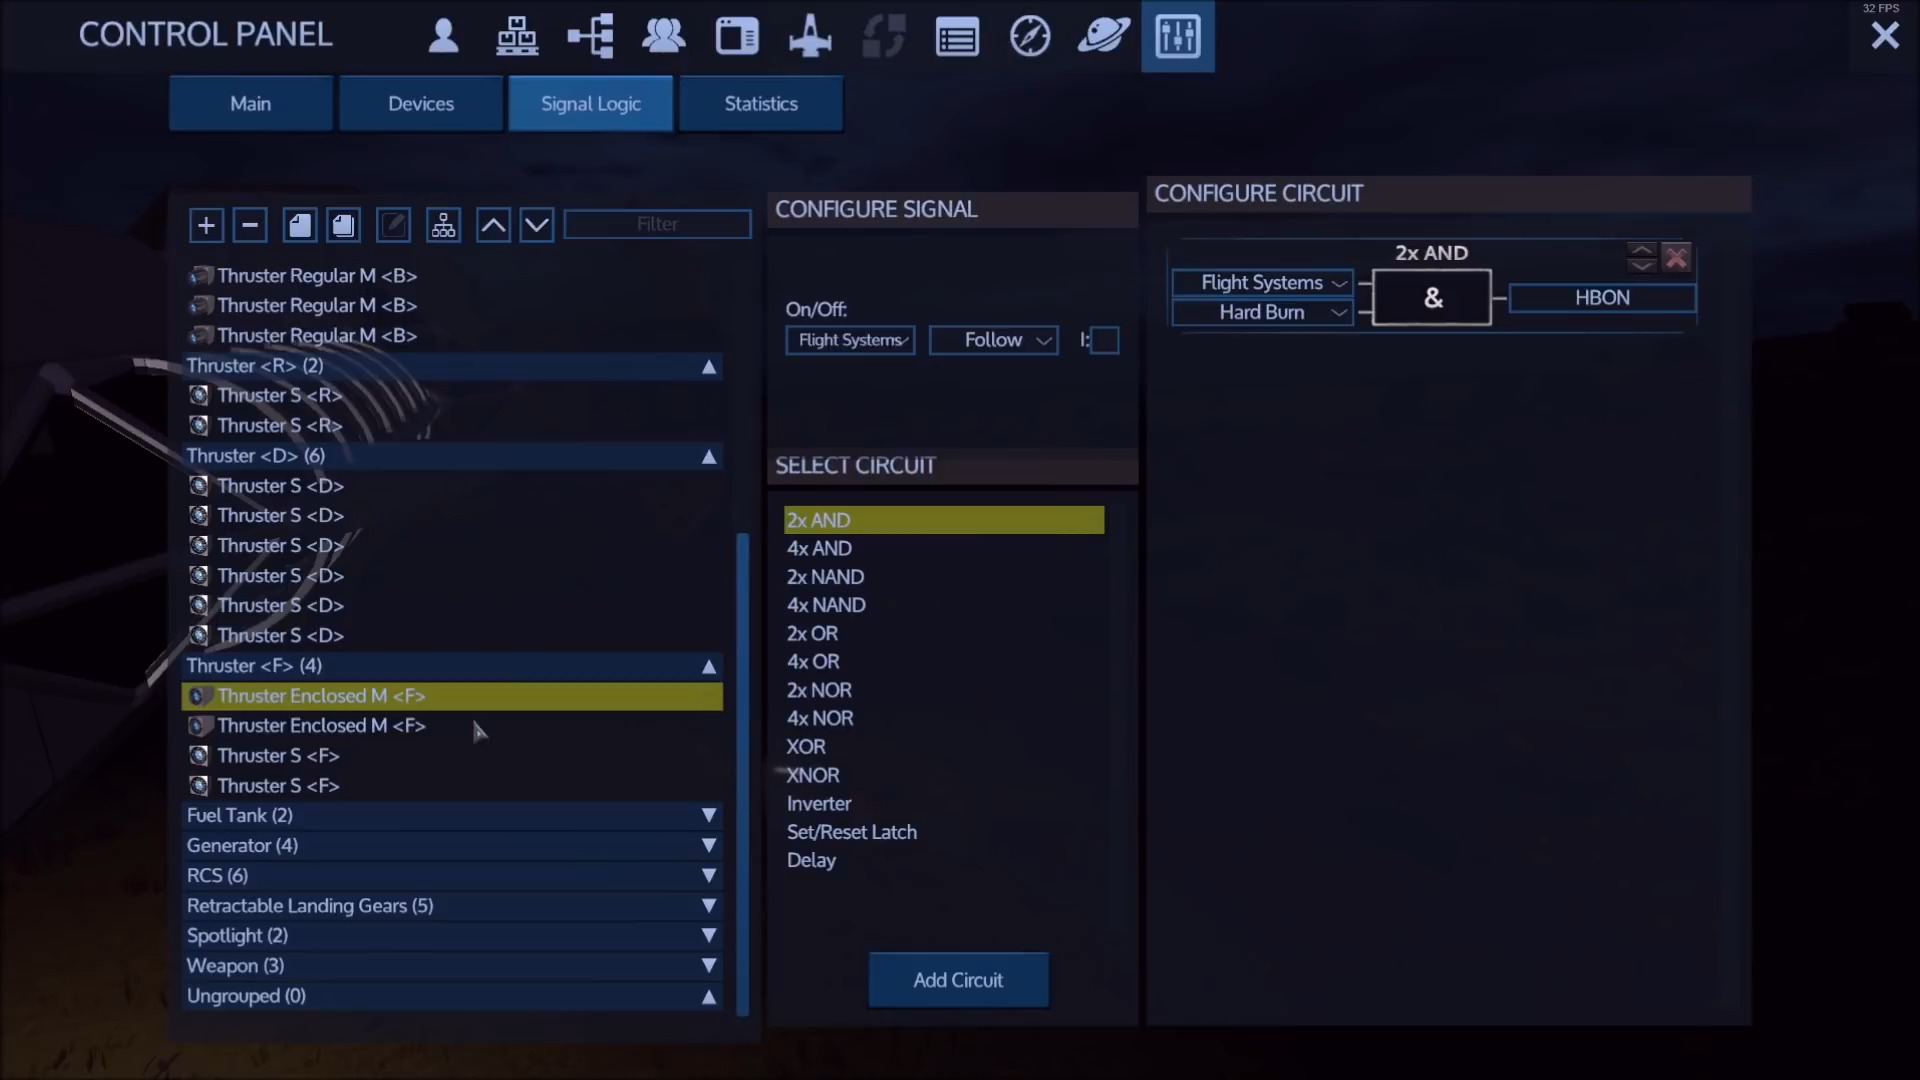 32 FPS
CONTROL PANEL
Main
Devices
Signal Logic
Statistics
Filter
Thruster Regular M <B>
Thruster Regular M <B>
Thruster Regular M <B>
Thruster <R> (2)
Thruster S <R>
Thruster S <R>
Thruster <D> (6)
Thruster S <D>
Thruster S <D>
Thruster S <D>
Thruster S <D>
Thruster S <D>
Thruster S <D>
Thruster <F> (4)
Thruster Enclosed M <F>
Thruster Enclosed M <F>
Thruster S <F>
Thruster S <F>
Fuel Tank (2)
Generator (4)
RCS (6)
Retractable Landing Gears (5)
Spotlight (2)
Weapon (3)
Ungrouped (0)
CONFIGURE SIGNAL
On/Off:
Flight Systems
Follow
I:
SELECT CIRCUIT
2x AND
4x AND
2x NAND
4x NAND
2x OR
4x OR
2x NOR
4x NOR
XOR
XNOR
Inverter
Set/Reset Latch
Delay
Add Circuit
CONFIGURE CIRCUIT
2x AND
Flight Systems
Hard Burn
&
HBON